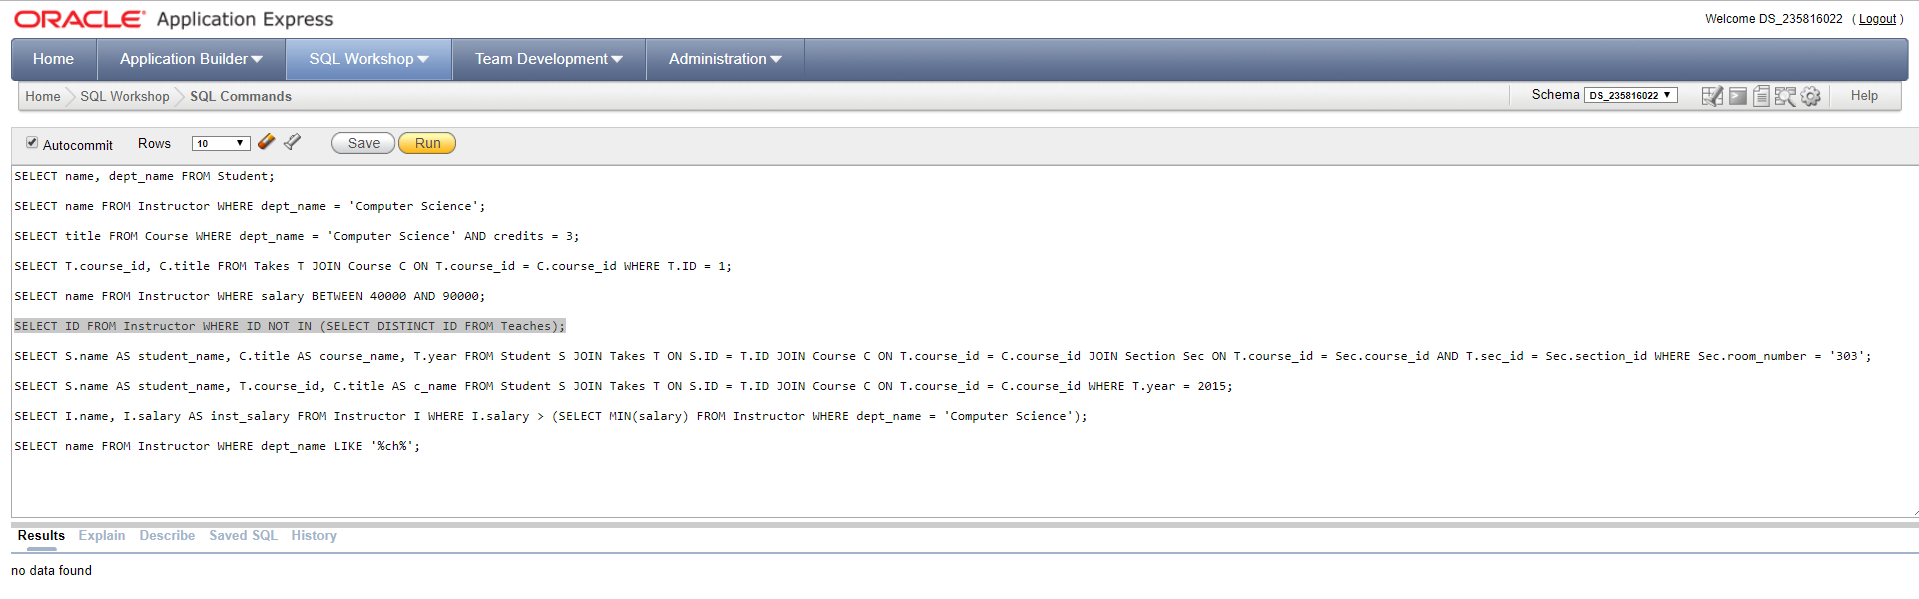 ORACLE Application Express
Welcome DS_235816022 ( Logout )
Home Application Builder SQL Workshop Team Development Administration
Home SQL Workshop SQL Commands Schema DS_235816022 Help
Autocommit Rows 10 Save Run
SELECT name, dept_name FROM Student;
SELECT name FROM Instructor WHERE dept_name = 'Computer Science';
SELECT title FROM Course WHERE dept_name = 'Computer Science' AND credits = 3;
SELECT T.course_id, C.title FROM Takes T JOIN Course C ON T.course_id = C.course_id WHERE T.ID = 1;
SELECT name FROM Instructor WHERE salary BETWEEN 40000 AND 90000;
SELECT ID FROM Instructor WHERE ID NOT IN (SELECT DISTINCT ID FROM Teaches);
SELECT S.name AS student_name, C.title AS course_name, T.year FROM Student S JOIN Takes T ON S.ID = T.ID JOIN Course C ON T.course_id = C.course_id JOIN Section Sec ON T.course_id = Sec.course_id AND T.sec_id = Sec.section_id WHERE Sec.room_number = '303';
SELECT S.name AS student_name, T.course_id, C.title AS c_name FROM Student S JOIN Takes T ON S.ID = T.ID JOIN Course C ON T.course_id = C.course_id WHERE T.year = 2015;
SELECT I.name, I.salary AS inst_salary FROM Instructor I WHERE I.salary > (SELECT MIN(salary) FROM Instructor WHERE dept_name = 'Computer Science');
SELECT name FROM Instructor WHERE dept_name LIKE '%ch%';
Results Explain Describe Saved SQL History
no data found